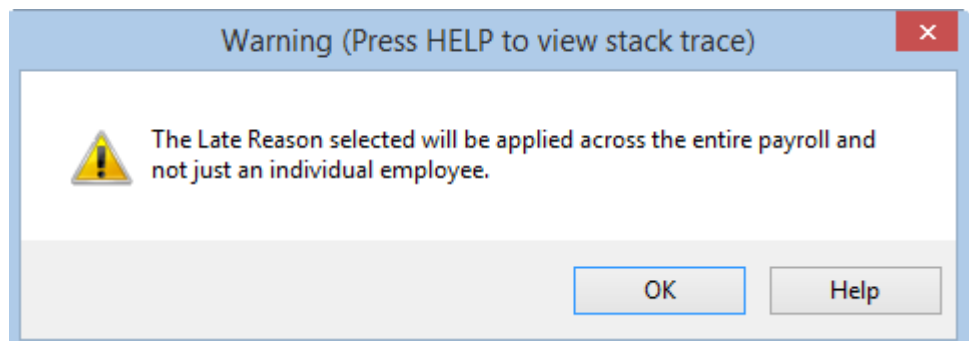 Warning (Press HELP to view stack trace)
The Late Reason selected will be applied across the entire payroll and
not just an individual employee.
OK Help